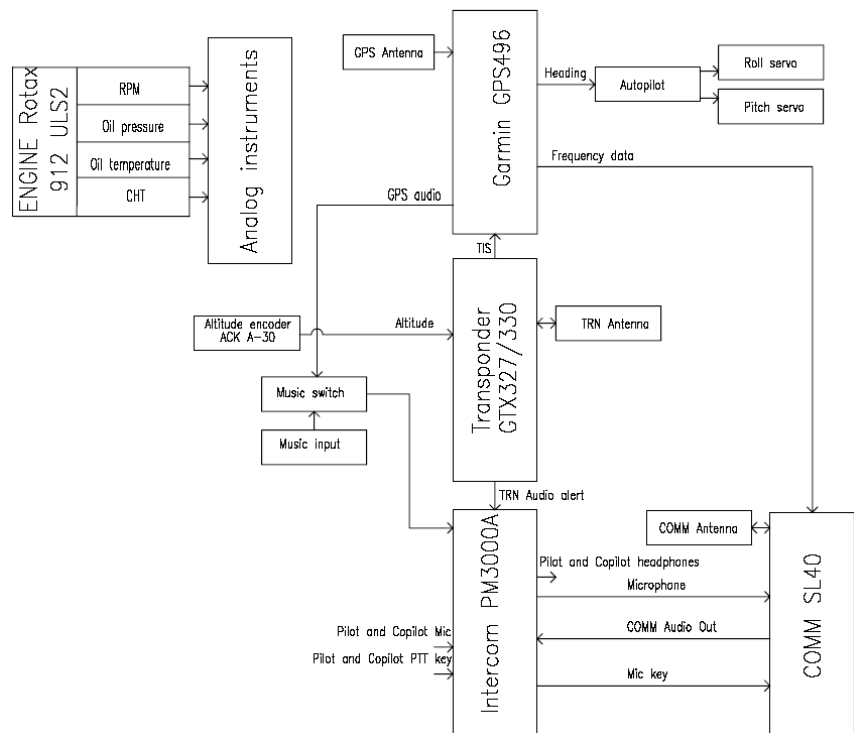 ENGINE Rotax
912 ULS2
RPM
Oil pressure
Oil temperature
CHT
Analog instruments
GPS Antenna
Garmin GPS496
Heading
Autopilot
Roll servo
Pitch servo
Frequency data
GPS audio
TIS
Altitude encoder
ACK A-30
Altitude
Transponder
GTX327/330
TRN Antenna
Music switch
Music input
TRN Audio alert
Intercom PM3000A
COMM Antenna
COMM SL40
Pilot and Copilot headphones
Microphone
Pilot and Copilot Mic
COMM Audio Out
Pilot and Copilot PTT key
Mic key